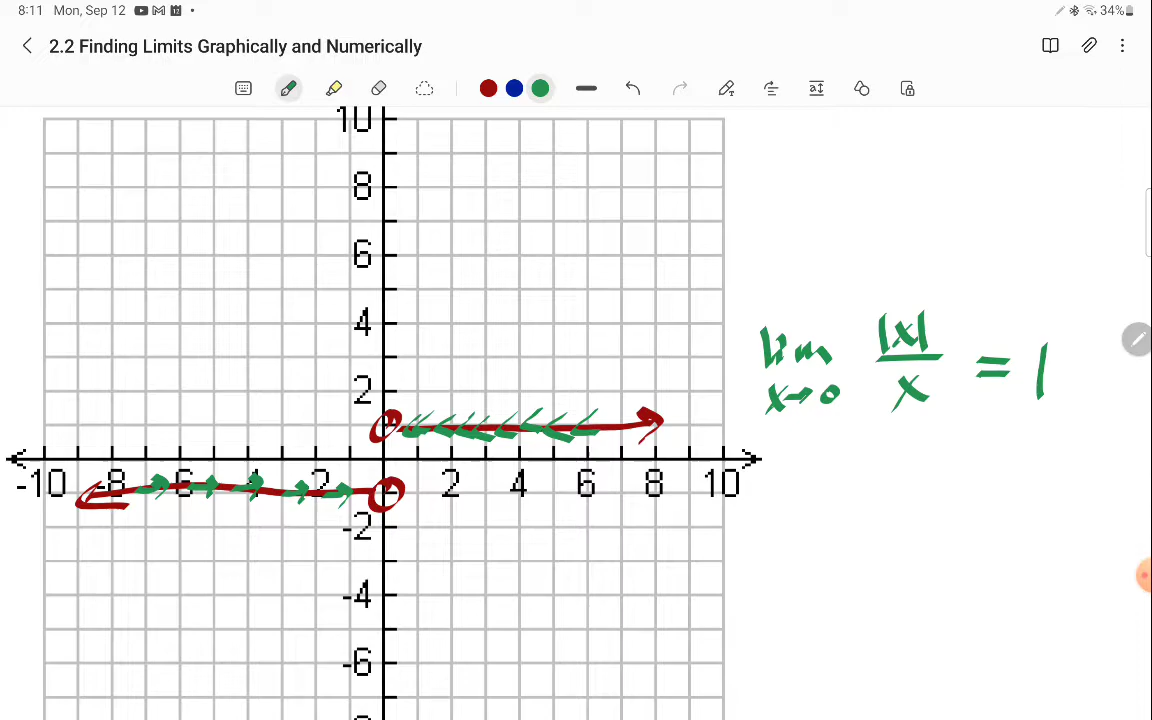 8:11 Mon, Sep 12 34%
2.2 Finding Limits Graphically and Numerically
10
8
6
4
2
-10 -8 -6 -4 -2 2 4 6 8 10
-2
-4
-6
lim |x| = 1
x→0 x